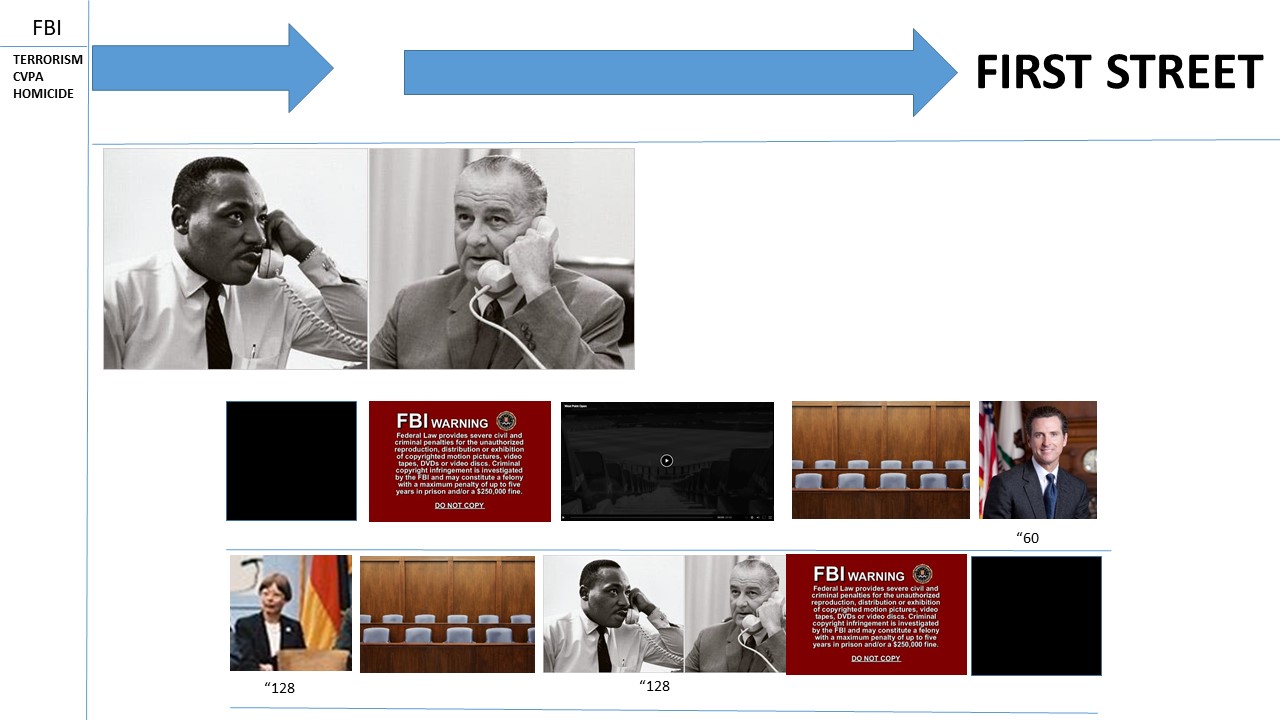 FBI
TERRORISM
CVPA
HOMICIDE
FIRST STREET
FBI WARNING
Federal Law provides severe civil and
criminal penalties for the unauthorized
reproduction, distribution or exhibition
of copyrighted motion pictures, video
tapes, DVDs or video discs. Criminal
copyright infringement is investigated
by the FBI and may constitute a felony
with a maximum penalty of up to five
years in prison and/or a $250,000 fine.
DO NOT COPY
West Point Open
“60
FBI WARNING
Federal Law provides severe civil and
criminal penalties for the unauthorized
reproduction, distribution or exhibition
of copyrighted motion pictures, video
tapes, DVDs or video discs. Criminal
copyright infringement is investigated
by the FBI and may constitute a felony
with a maximum penalty of up to five
years in prison and/or a $250,000 fine.
DO NOT COPY
“128
“128